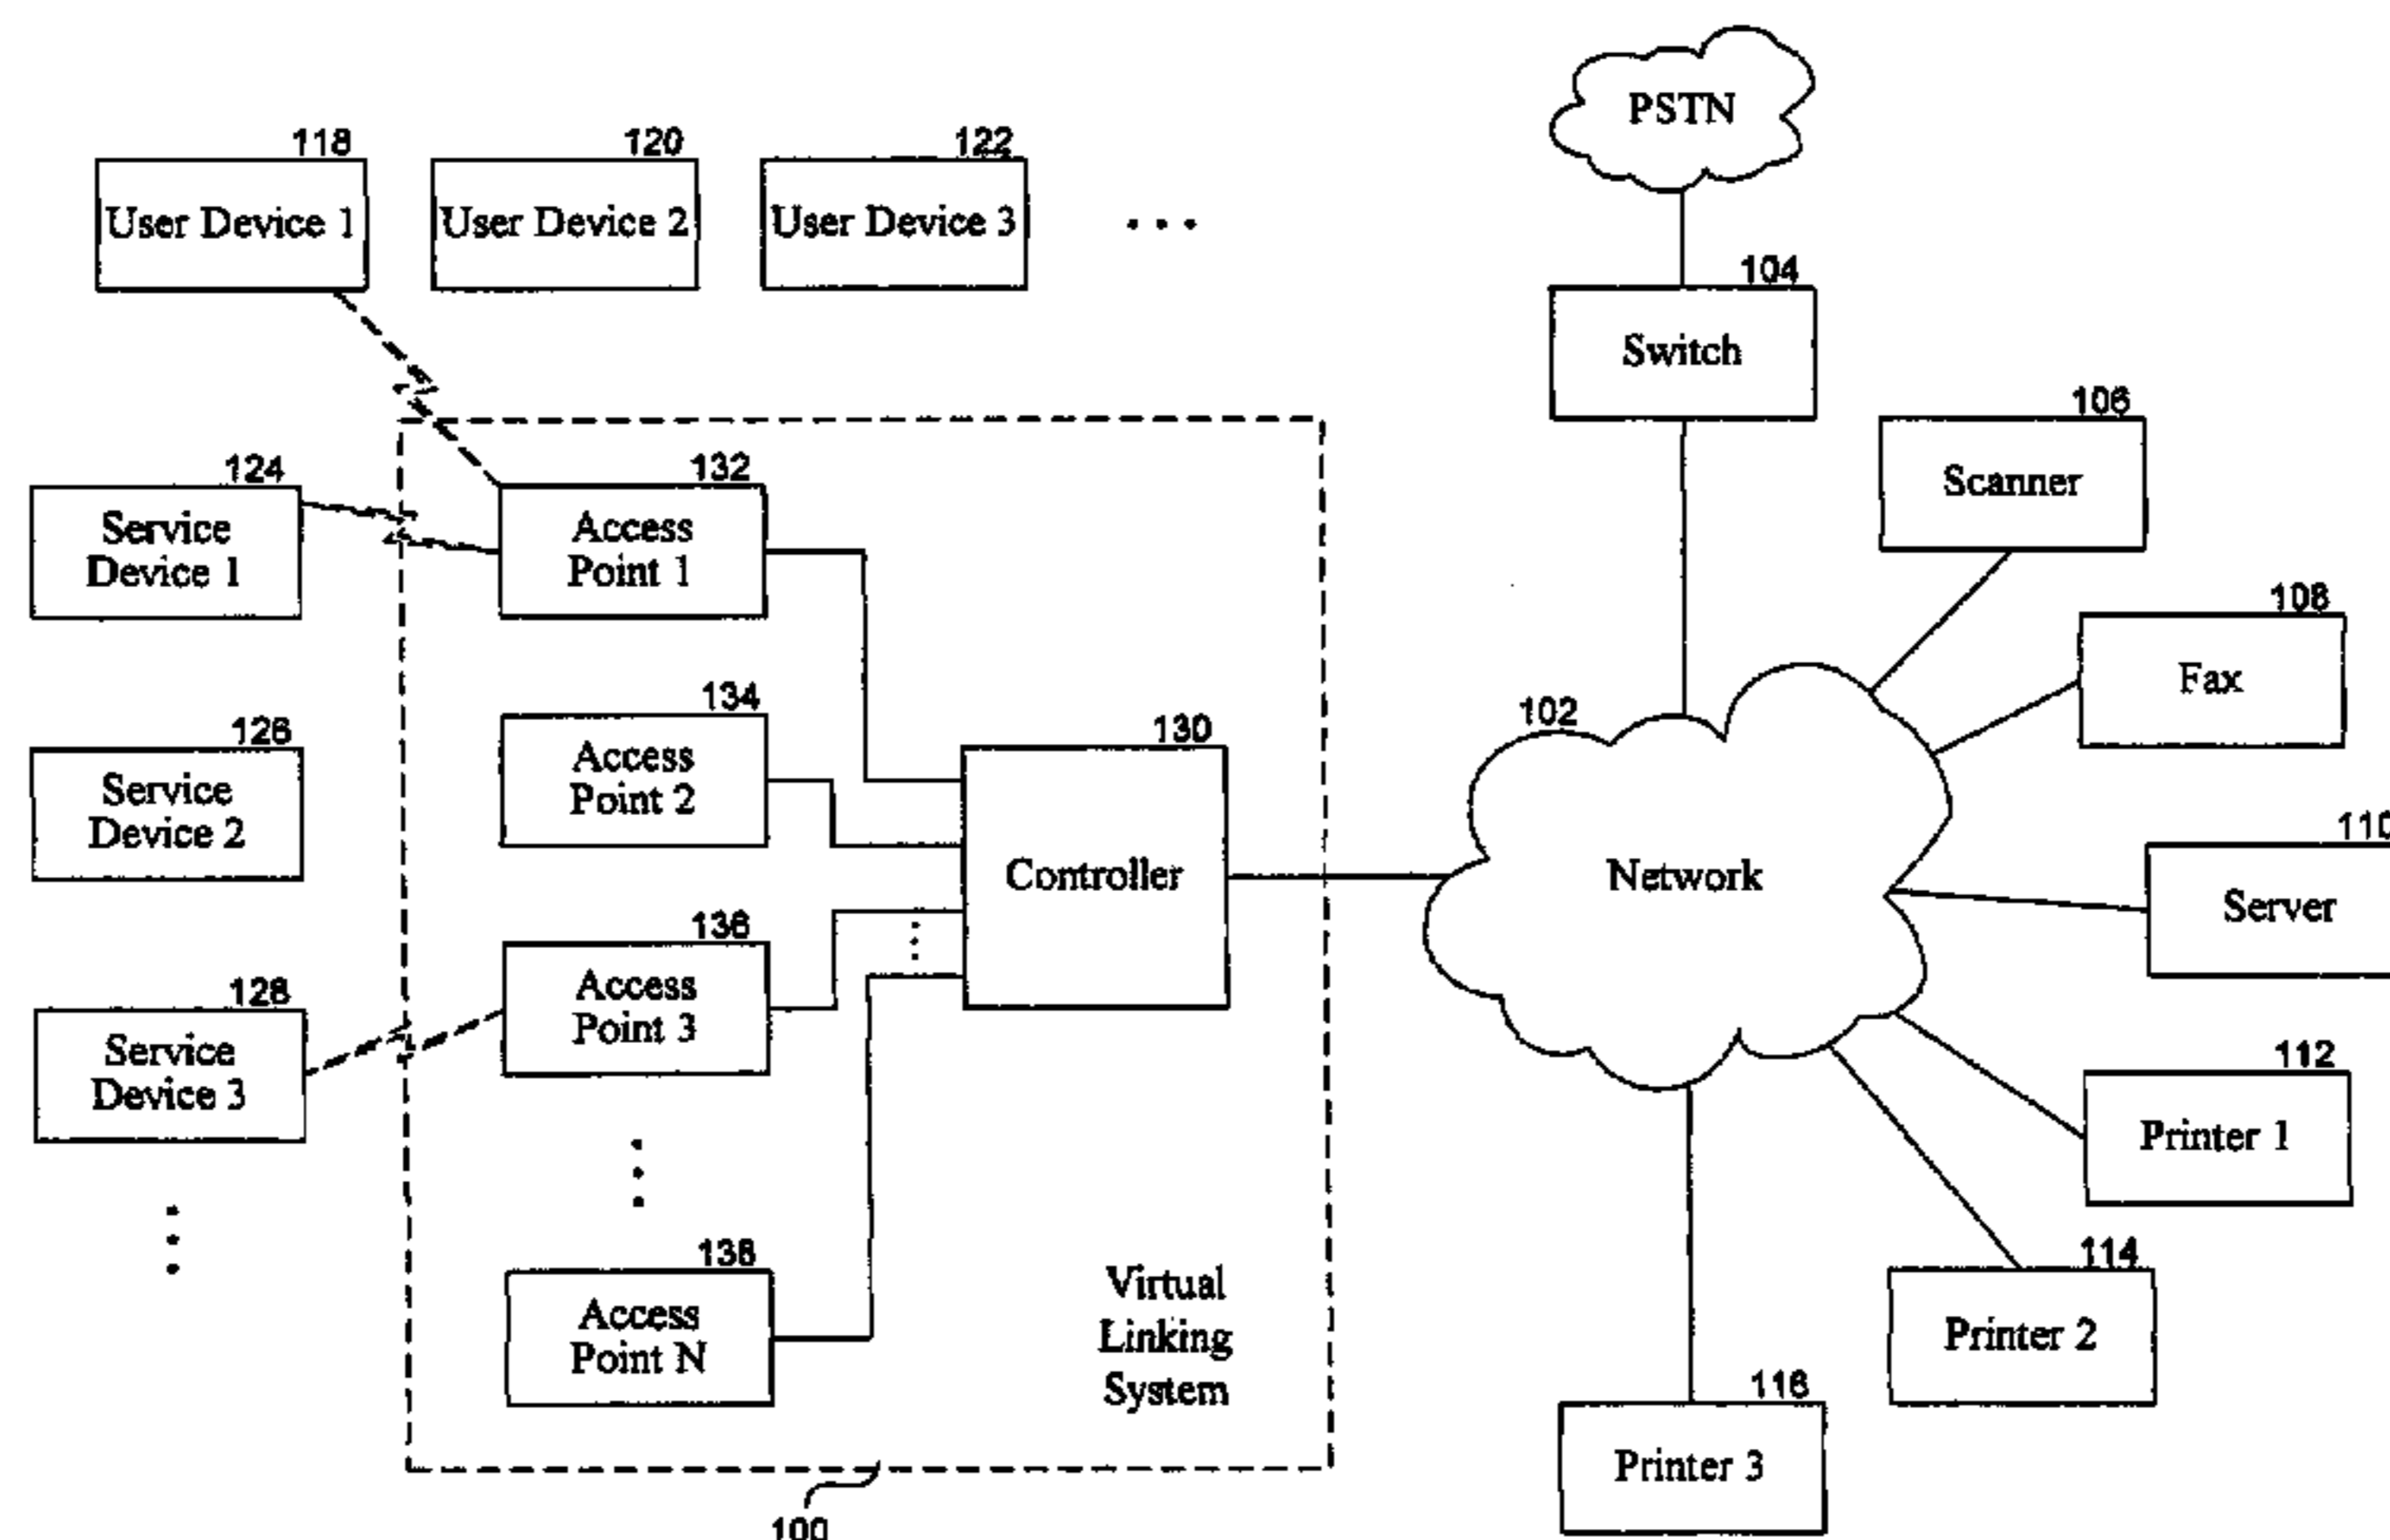 PSTN
118
120
122
User Device 1
User Device 2
User Device 3
...
104
Switch
106
Scanner
124
Service
Device 1
132
Access
Point 1
108
Fax
102
Network
134
Access
Point 2
130
Controller
126
Service
Device 2
110
Server
136
Access
Point 3
128
Service
Device 3
112
Printer 1
138
Access
Point N
Virtual
Linking
System
114
Printer 2
116
Printer 3
100